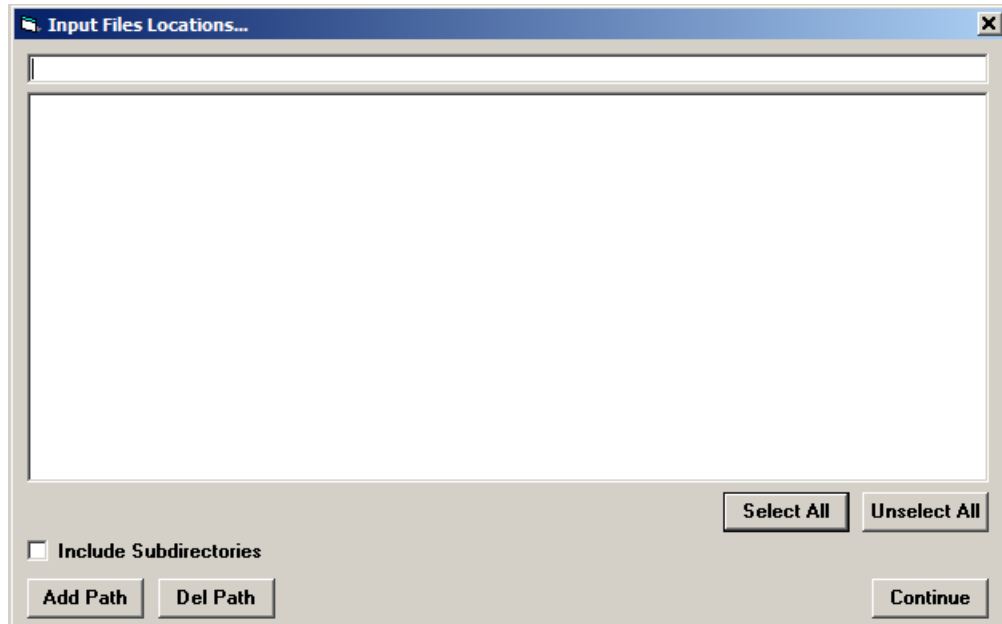 Input Files Locations...
Select All
Unselect All
Include Subdirectories
Add Path
Del Path
Continue